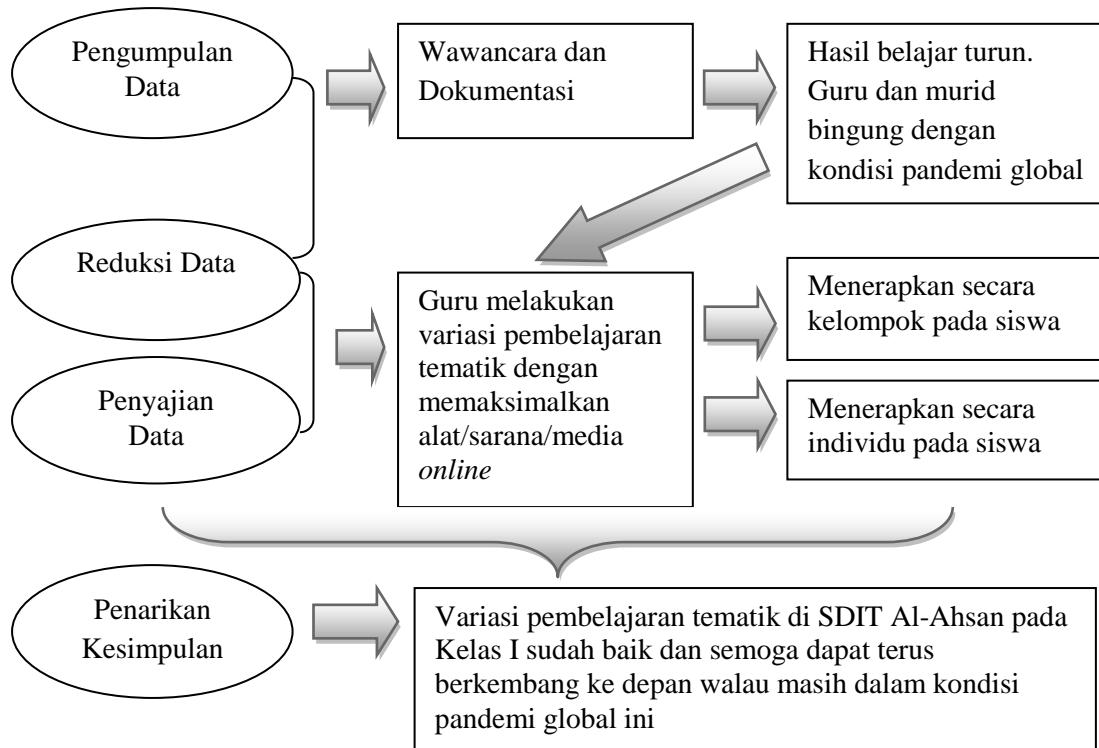 Pengumpulan
Data
Wawancara dan
Dokumentasi
Hasil belajar turun.
Guru dan murid
bingung dengan
kondisi pandemi global
Reduksi Data
Penyajian
Data
Guru melakukan
variasi pembelajaran
tematik dengan
memaksimalkan
alat/sarana/media
online
Menerapkan secara
kelompok pada siswa
Menerapkan secara
individu pada siswa
Penarikan
Kesimpulan
Variasi pembelajaran tematik di SDIT Al-Ahsan pada
Kelas I sudah baik dan semoga dapat terus
berkembang ke depan walau masih dalam kondisi
pandemi global ini